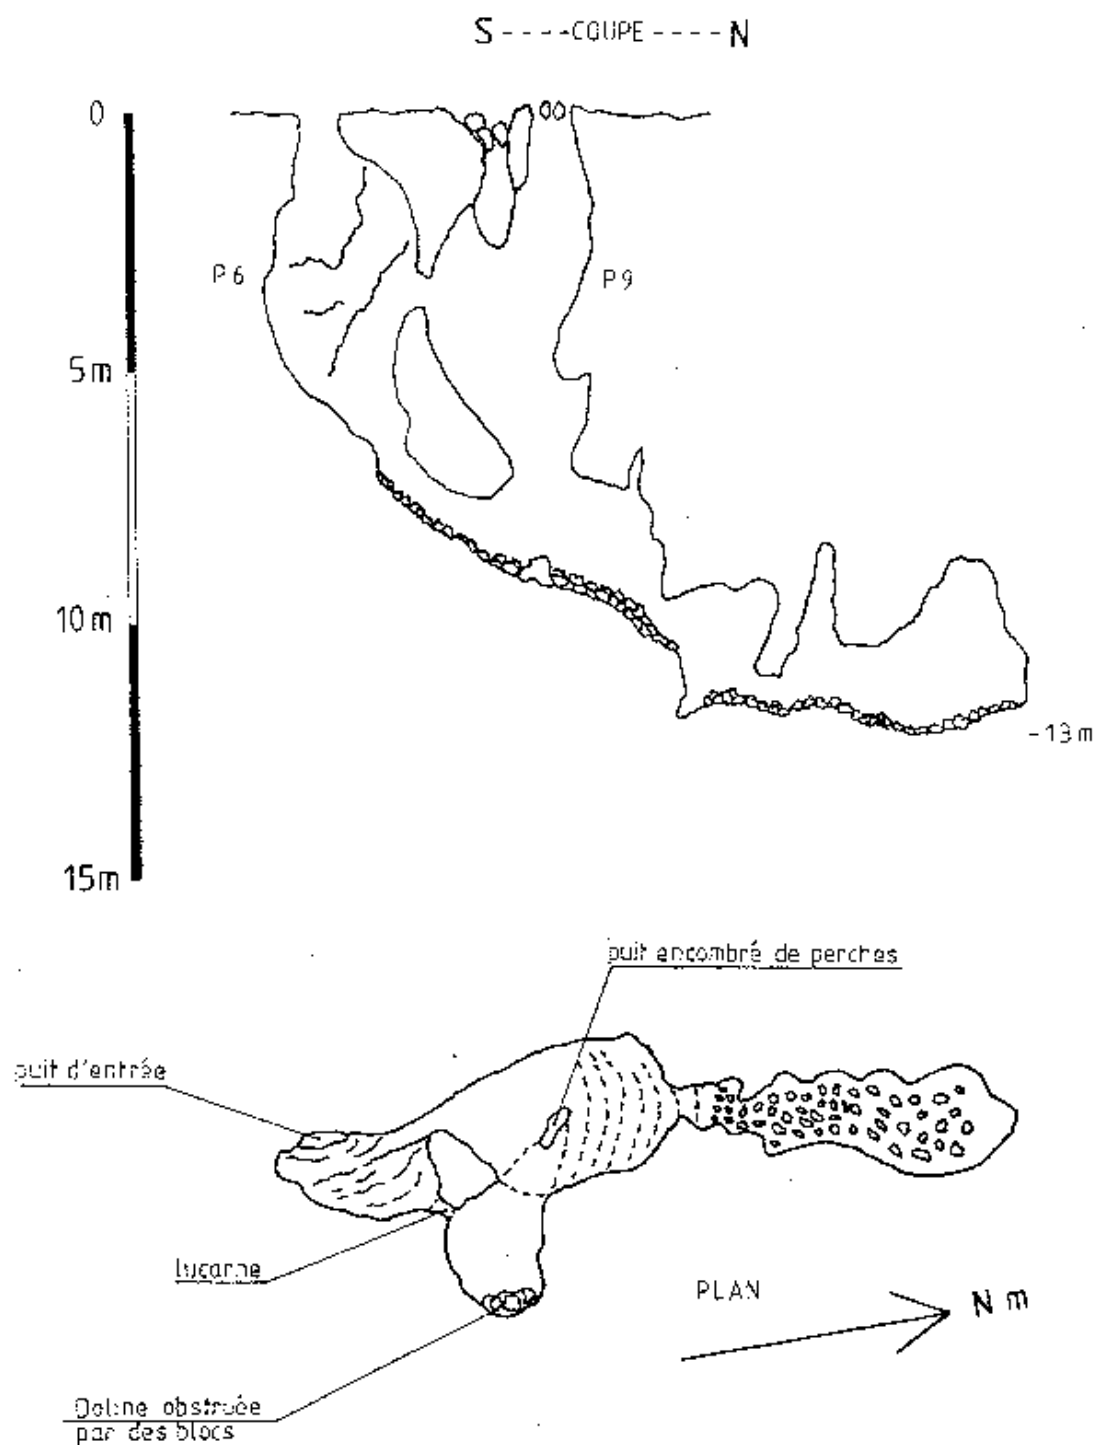 S ----COUPE---- N
0
P6
P9
5m
10m
-13m
15m
puit encombré de perches
puit d'entrée
lucarne
PLAN
N m
Doline obstruée
par des blocs